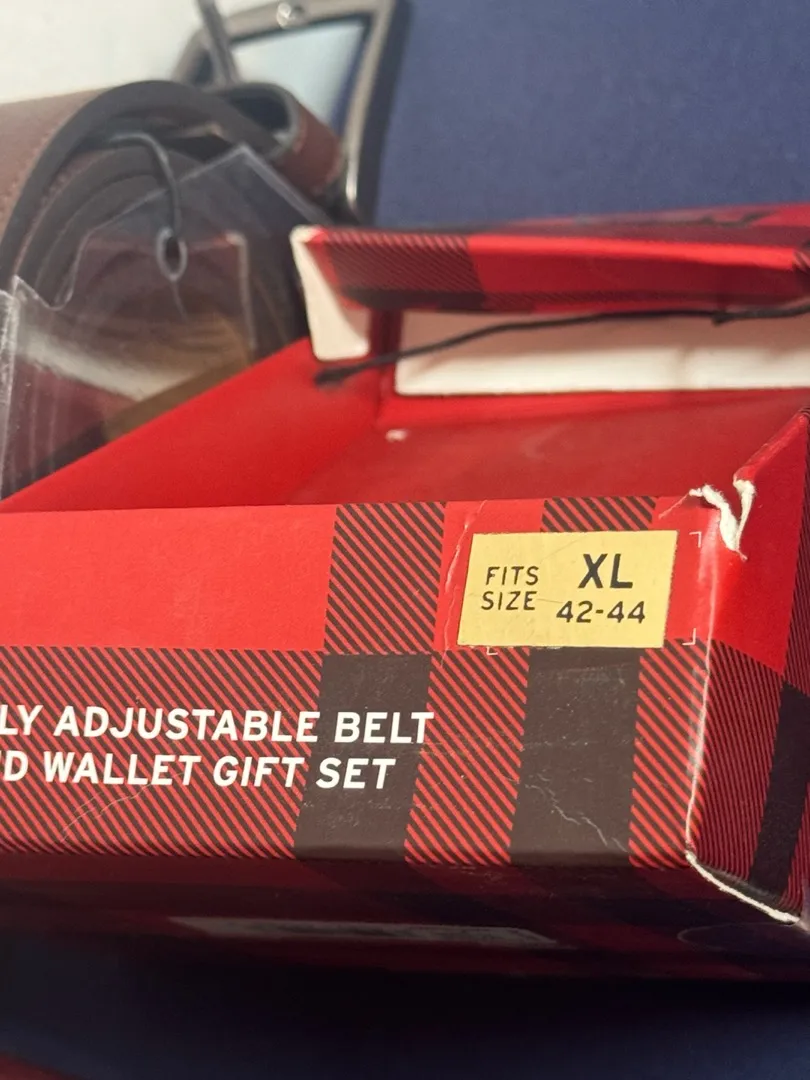 FITS
SIZE
XL
42-44
LY ADJUSTABLE BELT
D WALLET GIFT SET